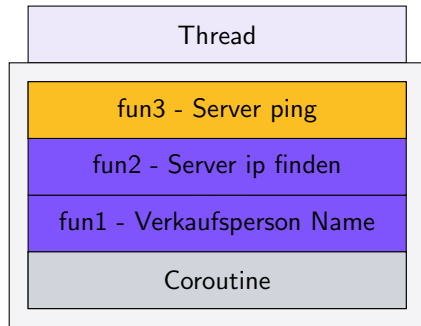 Thread
fun3 - Server ping
fun2 - Server ip finden
fun1 - Verkaufsperson Name
Coroutine